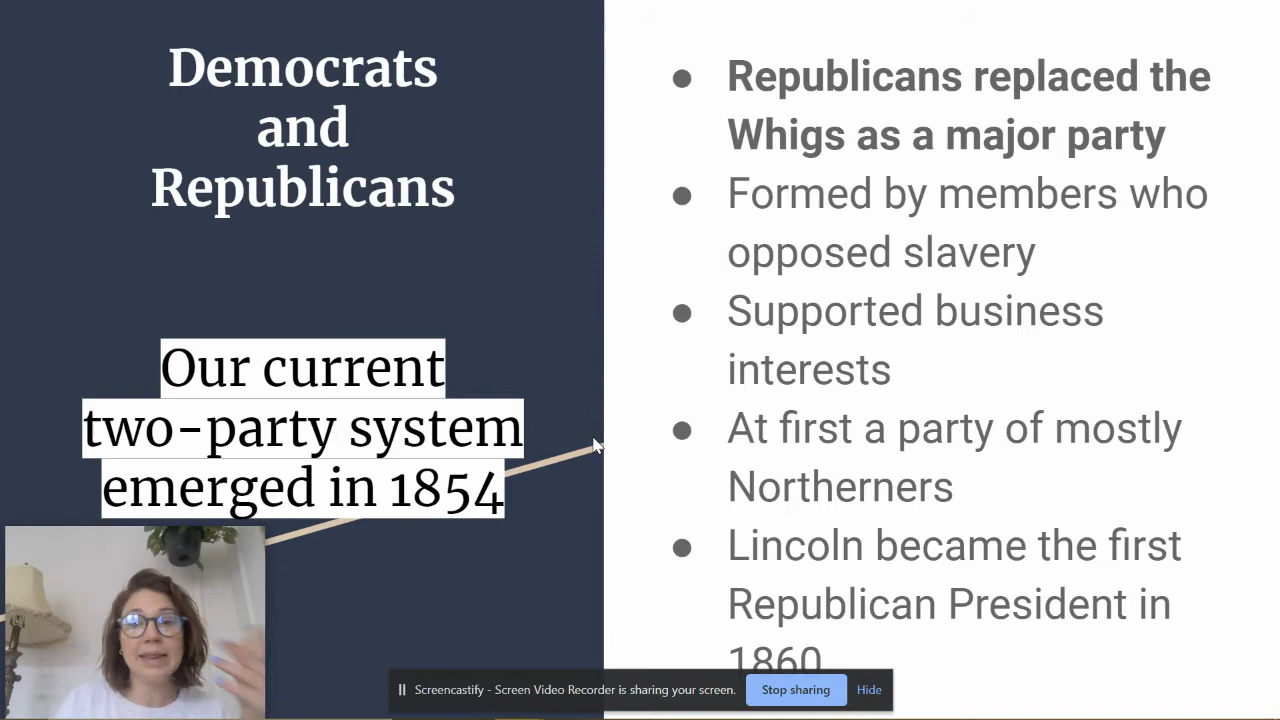 Democrats
and
Republicans
Our current
two-party system
emerged in 1854
● Republicans replaced the
Whigs as a major party
● Formed by members who
opposed slavery
● Supported business
interests
● At first a party of mostly
Northerners
● Lincoln became the first
Republican President in
1860
Screencastify - Screen Video Recorder is sharing your screen.
Stop sharing
Hide